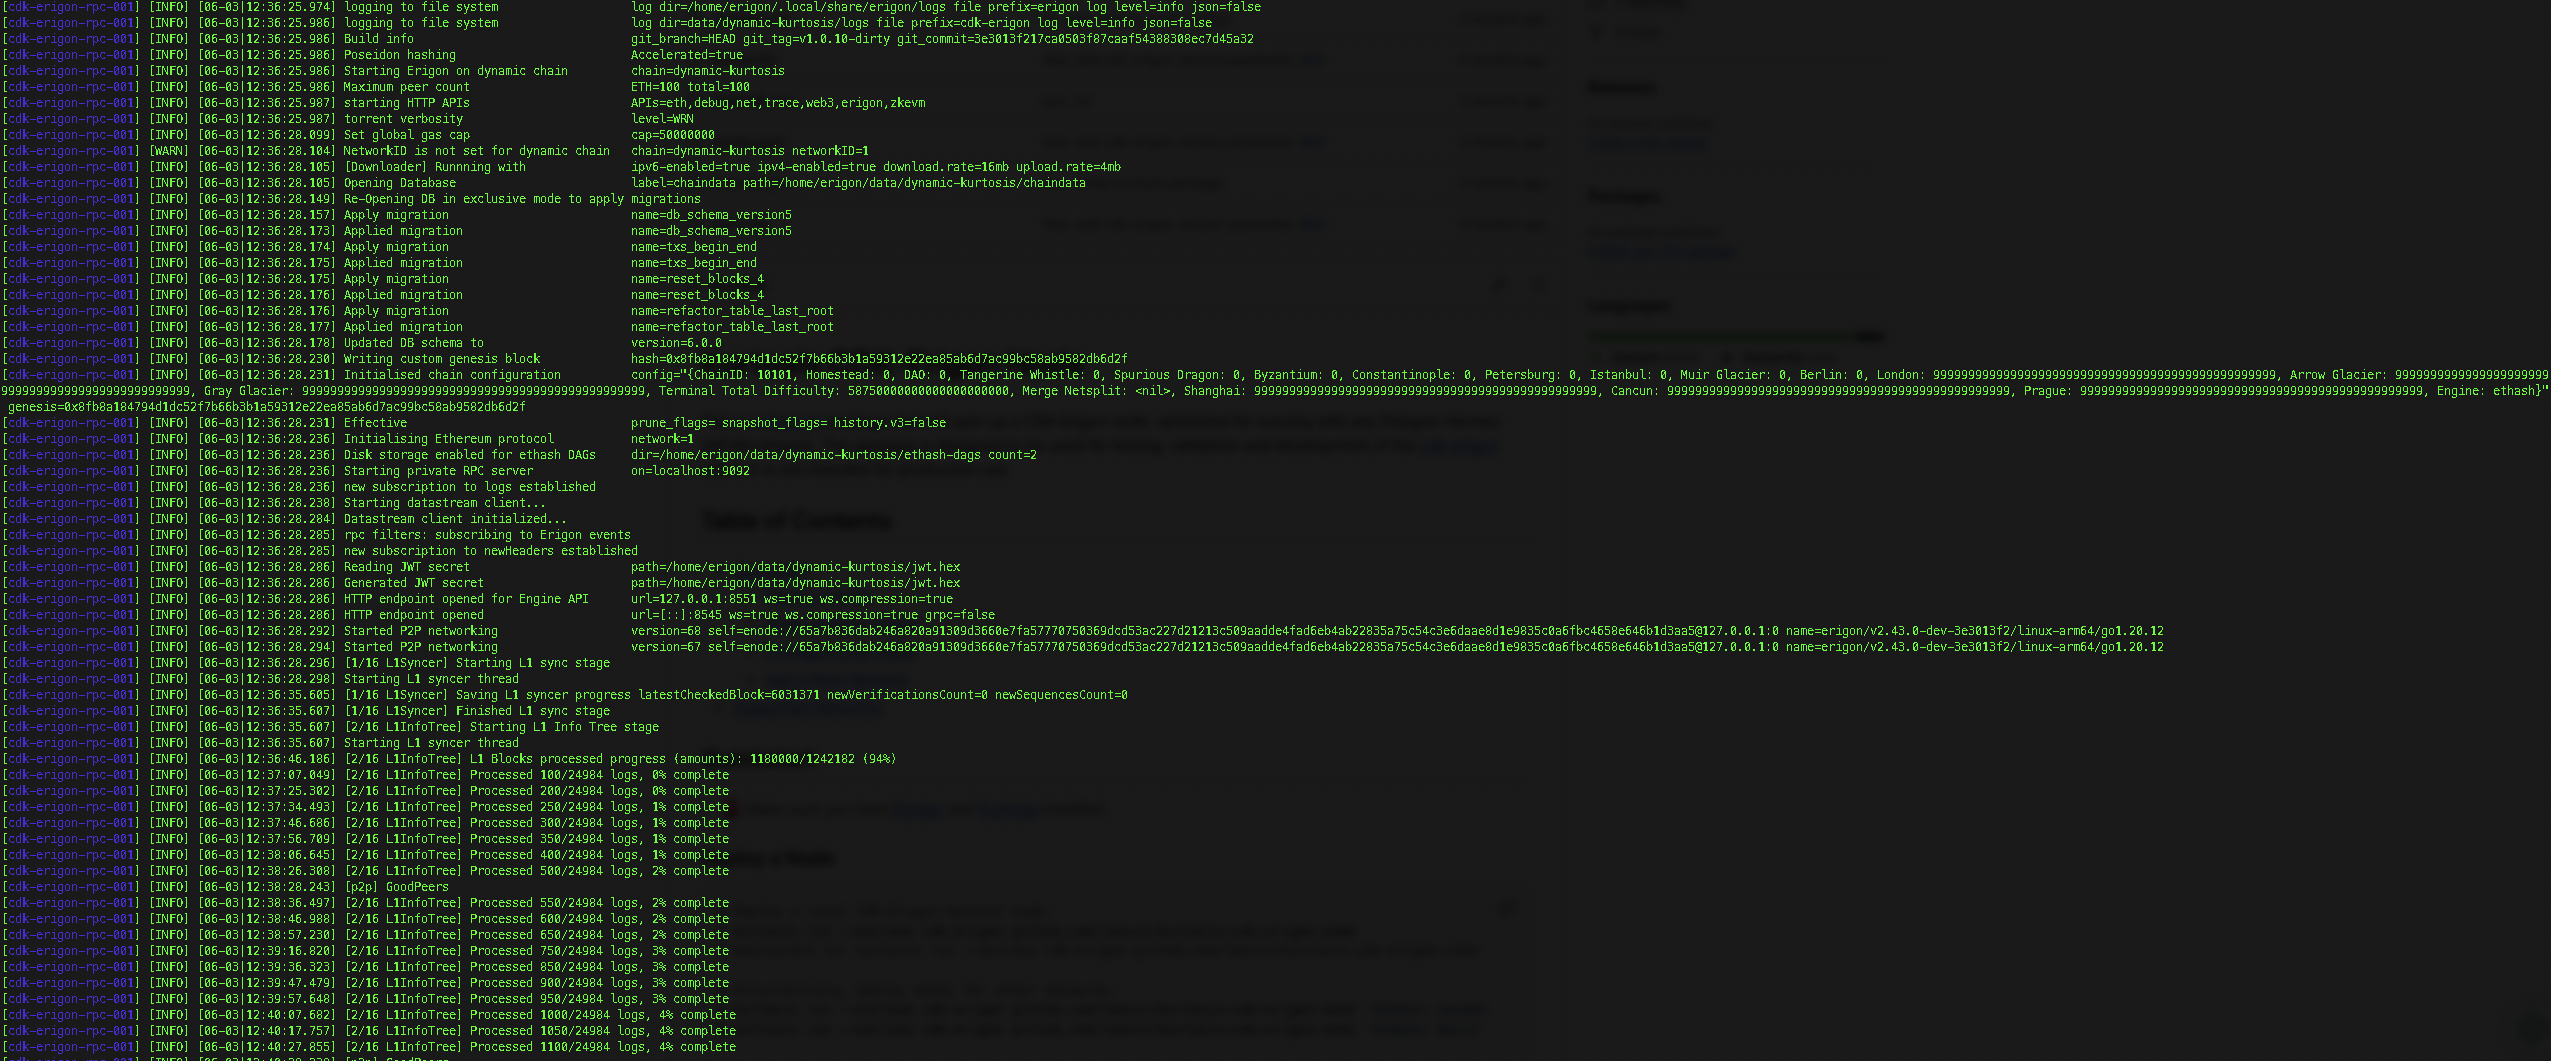 [cdk-erigon-rpc-001] [INFO] [06-03|12:36:25.974] logging to file system log dir=/home/erigon/.local/share/erigon/logs file prefix=erigon log level=info json=false
[cdk-erigon-rpc-001] [INFO] [06-03|12:36:25.986] logging to file system log dir=data/dynamic-kurtosis/logs file prefix=cdk-erigon log level=info json=false
[cdk-erigon-rpc-001] [INFO] [06-03|12:36:25.986] Build info git_branch=HEAD git_tag=v1.0.10-dirty git_commit=3e3013f217ca0503f87caaf54388308ec7d45a32
[cdk-erigon-rpc-001] [INFO] [06-03|12:36:25.986] Poseidon hashing Accelerated=true
[cdk-erigon-rpc-001] [INFO] [06-03|12:36:25.986] Starting Erigon on dynamic chain chain=dynamic-kurtosis
[cdk-erigon-rpc-001] [INFO] [06-03|12:36:25.986] Maximum peer count ETH=100 total=100
[cdk-erigon-rpc-001] [INFO] [06-03|12:36:25.987] starting HTTP APIs APIs=eth,debug,net,trace,web3,erigon,zkevm
[cdk-erigon-rpc-001] [INFO] [06-03|12:36:25.987] torrent verbosity level=WRN
[cdk-erigon-rpc-001] [INFO] [06-03|12:36:28.099] Set global gas cap cap=50000000
[cdk-erigon-rpc-001] [WARN] [06-03|12:36:28.104] NetworkID is not set for dynamic chain chain=dynamic-kurtosis networkID=1
[cdk-erigon-rpc-001] [INFO] [06-03|12:36:28.105] [Downloader] Runnning with ipv6-enabled=true ipv4-enabled=true download.rate=16mb upload.rate=4mb
[cdk-erigon-rpc-001] [INFO] [06-03|12:36:28.105] Opening Database label=chaindata path=/home/erigon/data/dynamic-kurtosis/chaindata
[cdk-erigon-rpc-001] [INFO] [06-03|12:36:28.149] Re-Opening DB in exclusive mode to apply migrations
[cdk-erigon-rpc-001] [INFO] [06-03|12:36:28.157] Apply migration name=db_schema_version5
[cdk-erigon-rpc-001] [INFO] [06-03|12:36:28.173] Applied migration name=db_schema_version5
[cdk-erigon-rpc-001] [INFO] [06-03|12:36:28.174] Apply migration name=txs_begin_end
[cdk-erigon-rpc-001] [INFO] [06-03|12:36:28.175] Applied migration name=txs_begin_end
[cdk-erigon-rpc-001] [INFO] [06-03|12:36:28.175] Apply migration name=reset_blocks_4
[cdk-erigon-rpc-001] [INFO] [06-03|12:36:28.176] Applied migration name=reset_blocks_4
[cdk-erigon-rpc-001] [INFO] [06-03|12:36:28.176] Apply migration name=refactor_table_last_root
[cdk-erigon-rpc-001] [INFO] [06-03|12:36:28.177] Applied migration name=refactor_table_last_root
[cdk-erigon-rpc-001] [INFO] [06-03|12:36:28.178] Updated DB schema to version=6.0.0
[cdk-erigon-rpc-001] [INFO] [06-03|12:36:28.230] Writing custom genesis block hash=0x8fb8a184794d1dc52f7b66b3b1a59312e22ea85ab6d7ac99bc58ab9582db6d2f
[cdk-erigon-rpc-001] [INFO] [06-03|12:36:28.231] Initialised chain configuration config="{ChainID: 10101, Homestead: 0, DAO: 0, Tangerine Whistle: 0, Spurious Dragon: 0, Byzantium: 0, Constantinople: 0, Petersburg: 0, Istanbul: 0, Muir Glacier: 0, Berlin: 0, London: 9999999999999999999999999999999999999999999999999, Arrow Glacier: 9999999999999999999999
999999999999999999999999999, Gray Glacier: 9999999999999999999999999999999999999999999999999, Terminal Total Difficulty: 58750000000000000000000, Merge Netsplit: <nil>, Shanghai: 9999999999999999999999999999999999999999999999999, Cancun: 9999999999999999999999999999999999999999999999999, Prague: 9999999999999999999999999999999999999999999999999, Engine: ethash}"
genesis=0x8fb8a184794d1dc52f7b66b3b1a59312e22ea85ab6d7ac99bc58ab9582db6d2f
[cdk-erigon-rpc-001] [INFO] [06-03|12:36:28.231] Effective prune_flags= snapshot_flags= history.v3=false
[cdk-erigon-rpc-001] [INFO] [06-03|12:36:28.236] Initialising Ethereum protocol network=1
[cdk-erigon-rpc-001] [INFO] [06-03|12:36:28.236] Disk storage enabled for ethash DAGs dir=/home/erigon/data/dynamic-kurtosis/ethash-dags count=2
[cdk-erigon-rpc-001] [INFO] [06-03|12:36:28.236] Starting private RPC server on=localhost:9092
[cdk-erigon-rpc-001] [INFO] [06-03|12:36:28.236] new subscription to logs established
[cdk-erigon-rpc-001] [INFO] [06-03|12:36:28.238] Starting datastream client...
[cdk-erigon-rpc-001] [INFO] [06-03|12:36:28.284] Datastream client initialized...
[cdk-erigon-rpc-001] [INFO] [06-03|12:36:28.285] rpc filters: subscribing to Erigon events
[cdk-erigon-rpc-001] [INFO] [06-03|12:36:28.285] new subscription to newHeaders established
[cdk-erigon-rpc-001] [INFO] [06-03|12:36:28.286] Reading JWT secret path=/home/erigon/data/dynamic-kurtosis/jwt.hex
[cdk-erigon-rpc-001] [INFO] [06-03|12:36:28.286] Generated JWT secret path=/home/erigon/data/dynamic-kurtosis/jwt.hex
[cdk-erigon-rpc-001] [INFO] [06-03|12:36:28.286] HTTP endpoint opened for Engine API url=127.0.0.1:8551 ws=true ws.compression=true
[cdk-erigon-rpc-001] [INFO] [06-03|12:36:28.286] HTTP endpoint opened url=[::]:8545 ws=true ws.compression=true grpc=false
[cdk-erigon-rpc-001] [INFO] [06-03|12:36:28.292] Started P2P networking version=68 self=enode://65a7b836dab246a820a91309d3660e7fa57770750369dcd53ac227d21213c509aadde4fad6eb4ab22835a75c54c3e6daae8d1e9835c0a6fbc4658e646b1d3aa5@127.0.0.1:0 name=erigon/v2.43.0-dev-3e3013f2/linux-arm64/go1.20.12
[cdk-erigon-rpc-001] [INFO] [06-03|12:36:28.294] Started P2P networking version=67 self=enode://65a7b836dab246a820a91309d3660e7fa57770750369dcd53ac227d21213c509aadde4fad6eb4ab22835a75c54c3e6daae8d1e9835c0a6fbc4658e646b1d3aa5@127.0.0.1:0 name=erigon/v2.43.0-dev-3e3013f2/linux-arm64/go1.20.12
[cdk-erigon-rpc-001] [INFO] [06-03|12:36:28.296] [1/16 L1Syncer] Starting L1 sync stage
[cdk-erigon-rpc-001] [INFO] [06-03|12:36:28.298] Starting L1 syncer thread
[cdk-erigon-rpc-001] [INFO] [06-03|12:36:35.605] [1/16 L1Syncer] Saving L1 syncer progress latestCheckedBlock=6031371 newVerificationsCount=0 newSequencesCount=0
[cdk-erigon-rpc-001] [INFO] [06-03|12:36:35.607] [1/16 L1Syncer] Finished L1 sync stage
[cdk-erigon-rpc-001] [INFO] [06-03|12:36:35.607] [2/16 L1InfoTree] Starting L1 Info Tree stage
[cdk-erigon-rpc-001] [INFO] [06-03|12:36:35.607] Starting L1 syncer thread
[cdk-erigon-rpc-001] [INFO] [06-03|12:36:46.186] [2/16 L1InfoTree] L1 Blocks processed progress (amounts): 1180000/1242182 (94%)
[cdk-erigon-rpc-001] [INFO] [06-03|12:37:07.049] [2/16 L1InfoTree] Processed 100/24984 logs, 0% complete
[cdk-erigon-rpc-001] [INFO] [06-03|12:37:25.302] [2/16 L1InfoTree] Processed 200/24984 logs, 0% complete
[cdk-erigon-rpc-001] [INFO] [06-03|12:37:34.493] [2/16 L1InfoTree] Processed 250/24984 logs, 1% complete
[cdk-erigon-rpc-001] [INFO] [06-03|12:37:46.686] [2/16 L1InfoTree] Processed 300/24984 logs, 1% complete
[cdk-erigon-rpc-001] [INFO] [06-03|12:37:56.709] [2/16 L1InfoTree] Processed 350/24984 logs, 1% complete
[cdk-erigon-rpc-001] [INFO] [06-03|12:38:06.645] [2/16 L1InfoTree] Processed 400/24984 logs, 1% complete
[cdk-erigon-rpc-001] [INFO] [06-03|12:38:26.308] [2/16 L1InfoTree] Processed 500/24984 logs, 2% complete
[cdk-erigon-rpc-001] [INFO] [06-03|12:38:28.243] [p2p] GoodPeers
[cdk-erigon-rpc-001] [INFO] [06-03|12:38:36.497] [2/16 L1InfoTree] Processed 550/24984 logs, 2% complete
[cdk-erigon-rpc-001] [INFO] [06-03|12:38:46.988] [2/16 L1InfoTree] Processed 600/24984 logs, 2% complete
[cdk-erigon-rpc-001] [INFO] [06-03|12:38:57.230] [2/16 L1InfoTree] Processed 650/24984 logs, 2% complete
[cdk-erigon-rpc-001] [INFO] [06-03|12:39:16.820] [2/16 L1InfoTree] Processed 750/24984 logs, 3% complete
[cdk-erigon-rpc-001] [INFO] [06-03|12:39:36.323] [2/16 L1InfoTree] Processed 850/24984 logs, 3% complete
[cdk-erigon-rpc-001] [INFO] [06-03|12:39:47.479] [2/16 L1InfoTree] Processed 900/24984 logs, 3% complete
[cdk-erigon-rpc-001] [INFO] [06-03|12:39:57.648] [2/16 L1InfoTree] Processed 950/24984 logs, 3% complete
[cdk-erigon-rpc-001] [INFO] [06-03|12:40:07.682] [2/16 L1InfoTree] Processed 1000/24984 logs, 4% complete
[cdk-erigon-rpc-001] [INFO] [06-03|12:40:17.757] [2/16 L1InfoTree] Processed 1050/24984 logs, 4% complete
[cdk-erigon-rpc-001] [INFO] [06-03|12:40:27.855] [2/16 L1InfoTree] Processed 1100/24984 logs, 4% complete